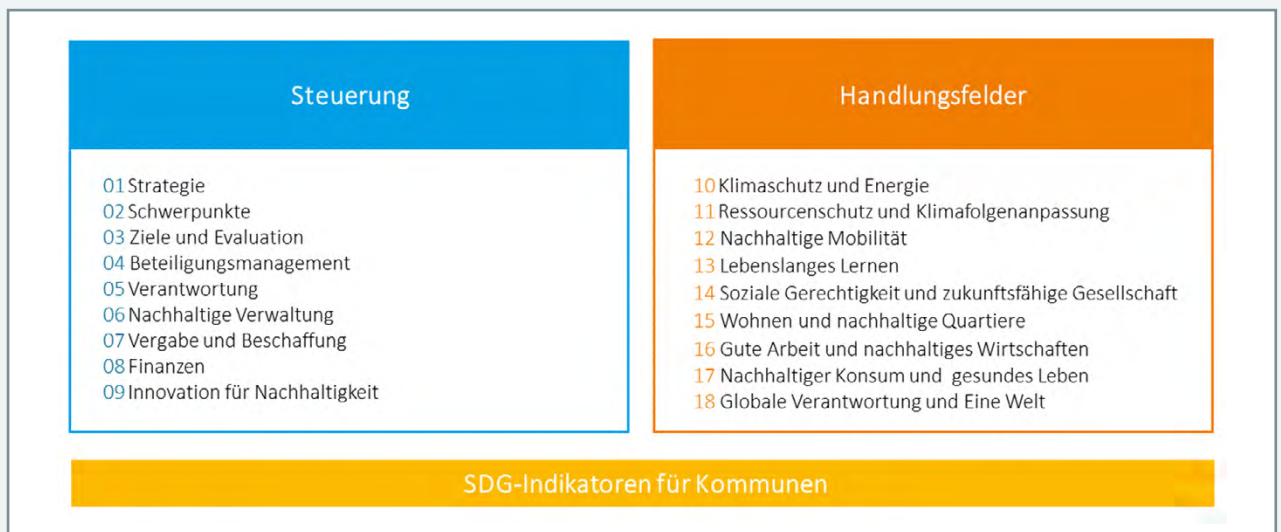 Steuerung
01 Strategie
02 Schwerpunkte
03 Ziele und Evaluation
04 Beteiligungsmanagement
05 Verantwortung
06 Nachhaltige Verwaltung
07 Vergabe und Beschaffung
08 Finanzen
09 Innovation für Nachhaltigkeit
Handlungsfelder
10 Klimaschutz und Energie
11 Ressourcenschutz und Klimafolgenanpassung
12 Nachhaltige Mobilität
13 Lebenslanges Lernen
14 Soziale Gerechtigkeit und zukunftsfähige Gesellschaft
15 Wohnen und nachhaltige Quartiere
16 Gute Arbeit und nachhaltiges Wirtschaften
17 Nachhaltiger Konsum und gesundes Leben
18 Globale Verantwortung und Eine Welt
SDG-Indikatoren für Kommunen